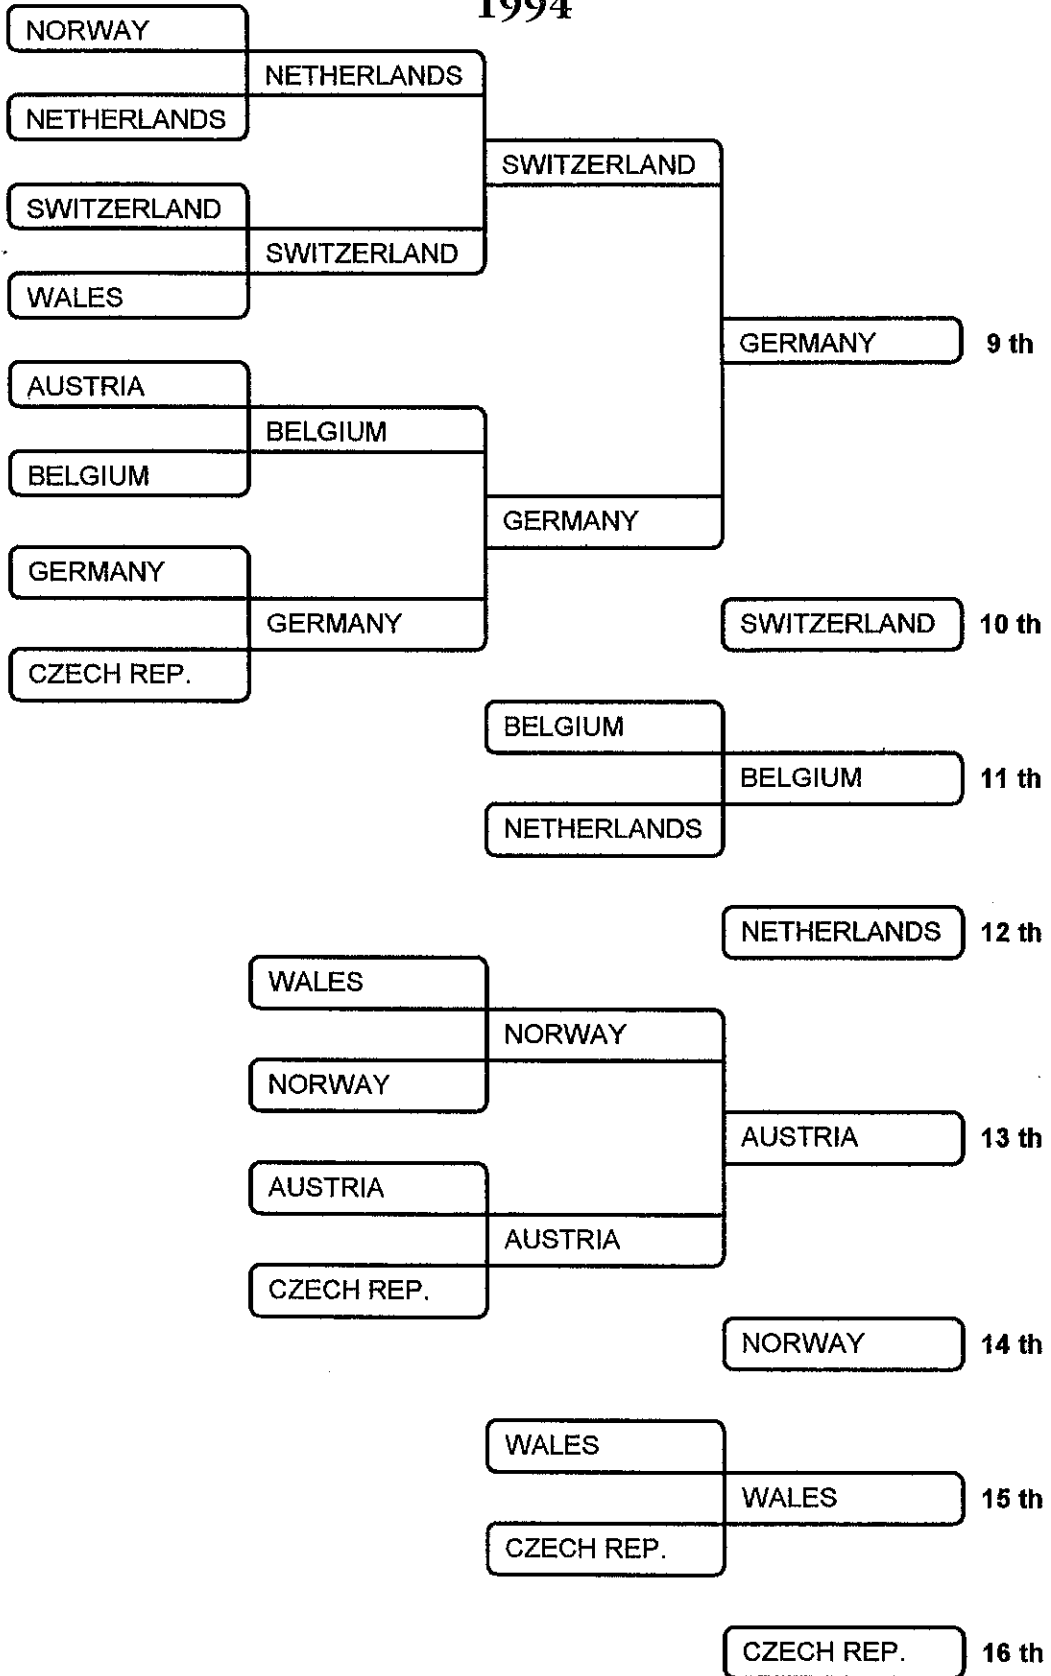 1994
NORWAY
NETHERLANDS
NETHERLANDS
SWITZERLAND
SWITZERLAND
SWITZERLAND
WALES
GERMANY 9 th
AUSTRIA
BELGIUM
BELGIUM
GERMANY
GERMANY
GERMANY
SWITZERLAND 10 th
CZECH REP.
BELGIUM
BELGIUM 11 th
NETHERLANDS
NETHERLANDS 12 th
WALES
NORWAY
NORWAY
AUSTRIA 13 th
AUSTRIA
AUSTRIA
CZECH REP.
NORWAY 14 th
WALES
WALES 15 th
CZECH REP.
CZECH REP. 16 th